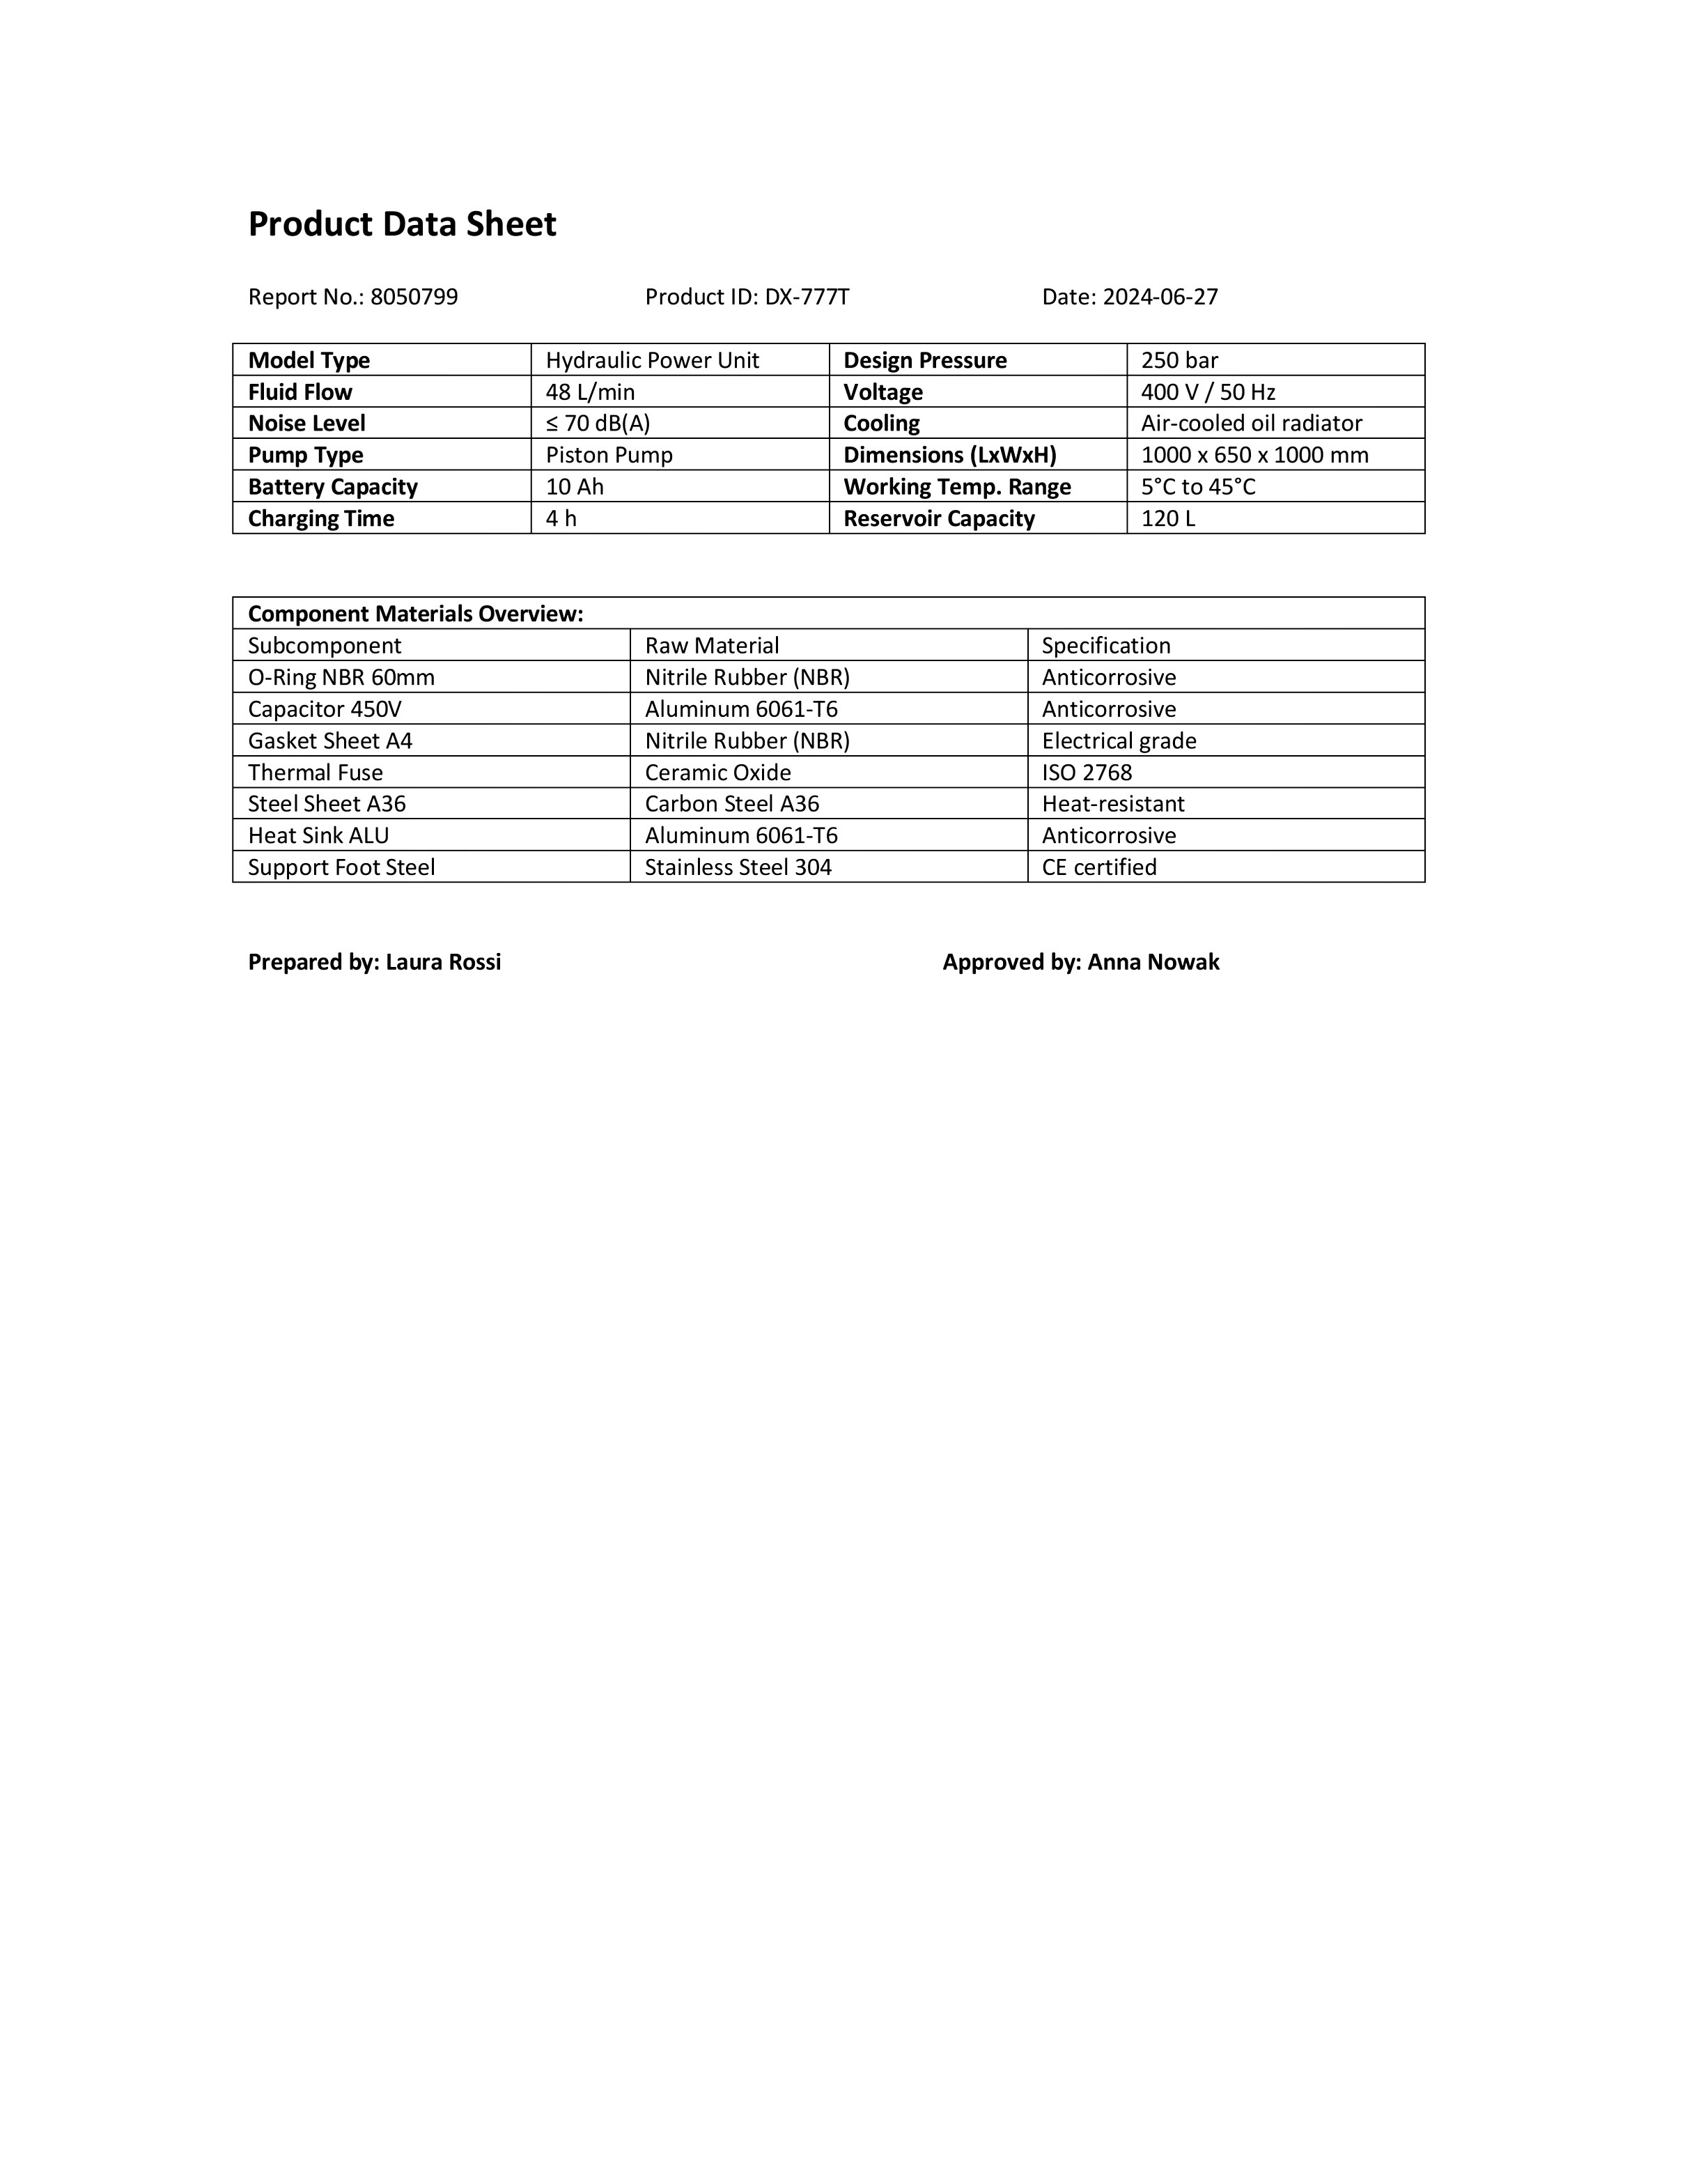 Product Data Sheet
Report No.: 8050799 Product ID: DX-777T Date: 2024-06-27
Model Type Hydraulic Power Unit Design Pressure 250 bar
Fluid Flow 48 L/min Voltage 400 V / 50 Hz
Noise Level ≤ 70 dB(A) Cooling Air-cooled oil radiator
Pump Type Piston Pump Dimensions (LxWxH) 1000 x 650 x 1000 mm
Battery Capacity 10 Ah Working Temp. Range 5°C to 45°C
Charging Time 4 h Reservoir Capacity 120 L
Component Materials Overview:
Subcomponent Raw Material Specification
O-Ring NBR 60mm Nitrile Rubber (NBR) Anticorrosive
Capacitor 450V Aluminum 6061-T6 Anticorrosive
Gasket Sheet A4 Nitrile Rubber (NBR) Electrical grade
Thermal Fuse Ceramic Oxide ISO 2768
Steel Sheet A36 Carbon Steel A36 Heat-resistant
Heat Sink ALU Aluminum 6061-T6 Anticorrosive
Support Foot Steel Stainless Steel 304 CE certified
Prepared by: Laura Rossi Approved by: Anna Nowak